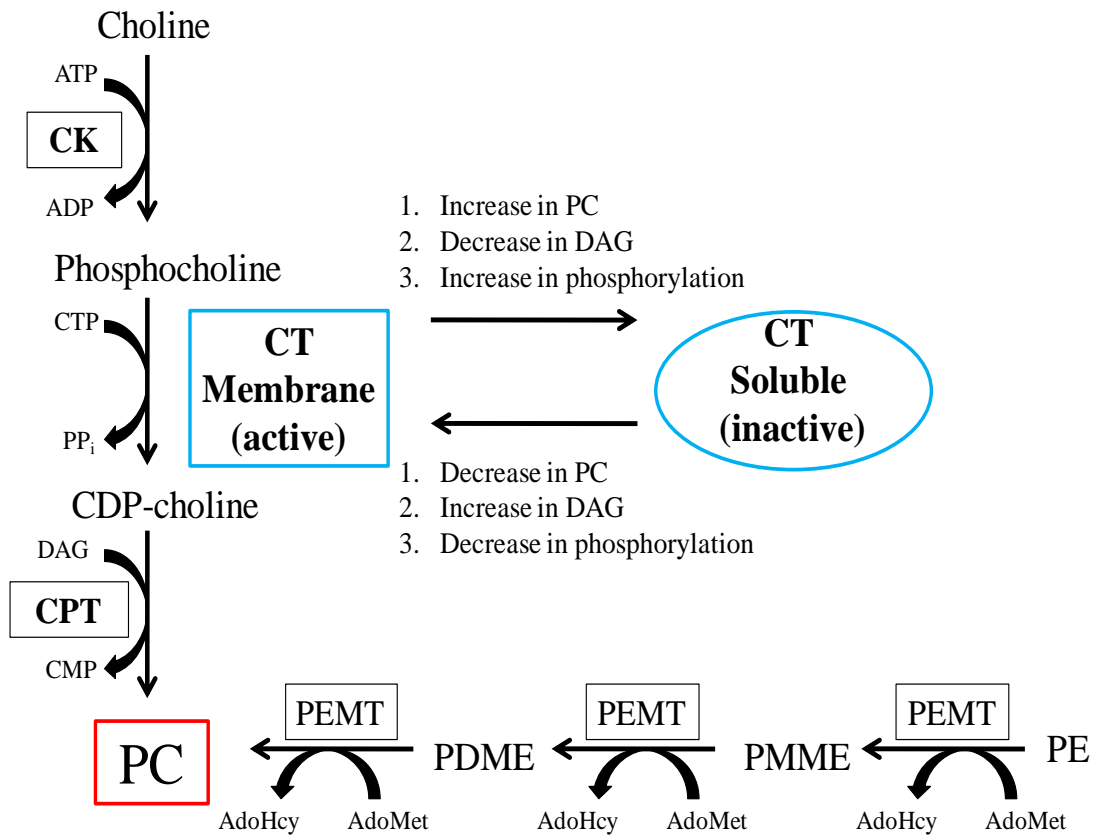 Choline
ATP
CK
ADP
1. Increase in PC
2. Decrease in DAG
3. Increase in phosphorylation
Phosphocholine
CTP
PPi
CT
Membrane
(active)
CT
Soluble
(inactive)
1. Decrease in PC
2. Increase in DAG
3. Decrease in phosphorylation
CDP-choline
DAG
CPT
CMP
PC
PEMT
PDME
PEMT
PMME
PEMT
PE
AdoHcy AdoMet
AdoHcy AdoMet
AdoHcy AdoMet